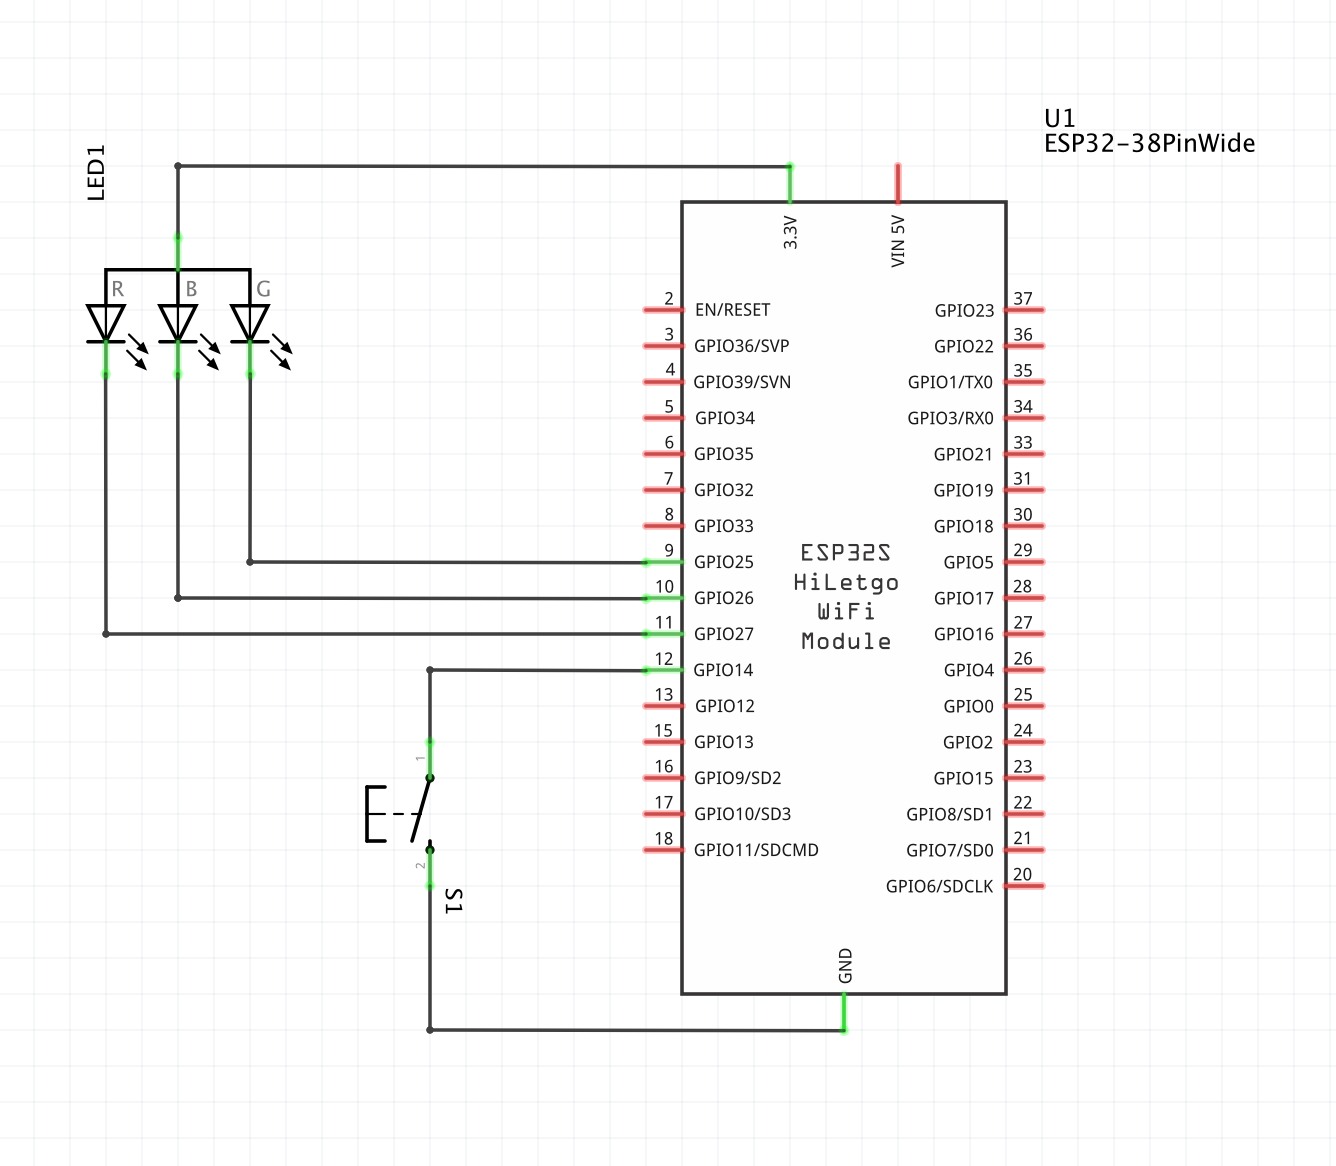 U1
ESP32-38PinWide
LED1
3.3V
VIN 5V
R
B
G
2
EN/RESET
3
GPIO36/SVP
4
GPIO39/SVN
5
GPIO34
6
GPIO35
7
GPIO32
8
GPIO33
9
GPIO25
10
GPIO26
11
GPIO27
12
GPIO14
13
GPIO12
15
GPIO13
16
GPIO9/SD2
17
GPIO10/SD3
18
GPIO11/SDCMD
ESP32S
HiLetgo
WiFi
Module
37
GPIO23
36
GPIO22
35
GPIO1/TX0
34
GPIO3/RX0
33
GPIO21
31
GPIO19
30
GPIO18
29
GPIO5
28
GPIO17
27
GPIO16
26
GPIO4
25
GPIO0
24
GPIO2
23
GPIO15
22
GPIO8/SD1
21
GPIO7/SD0
20
GPIO6/SDCLK
1
2
S1
GND